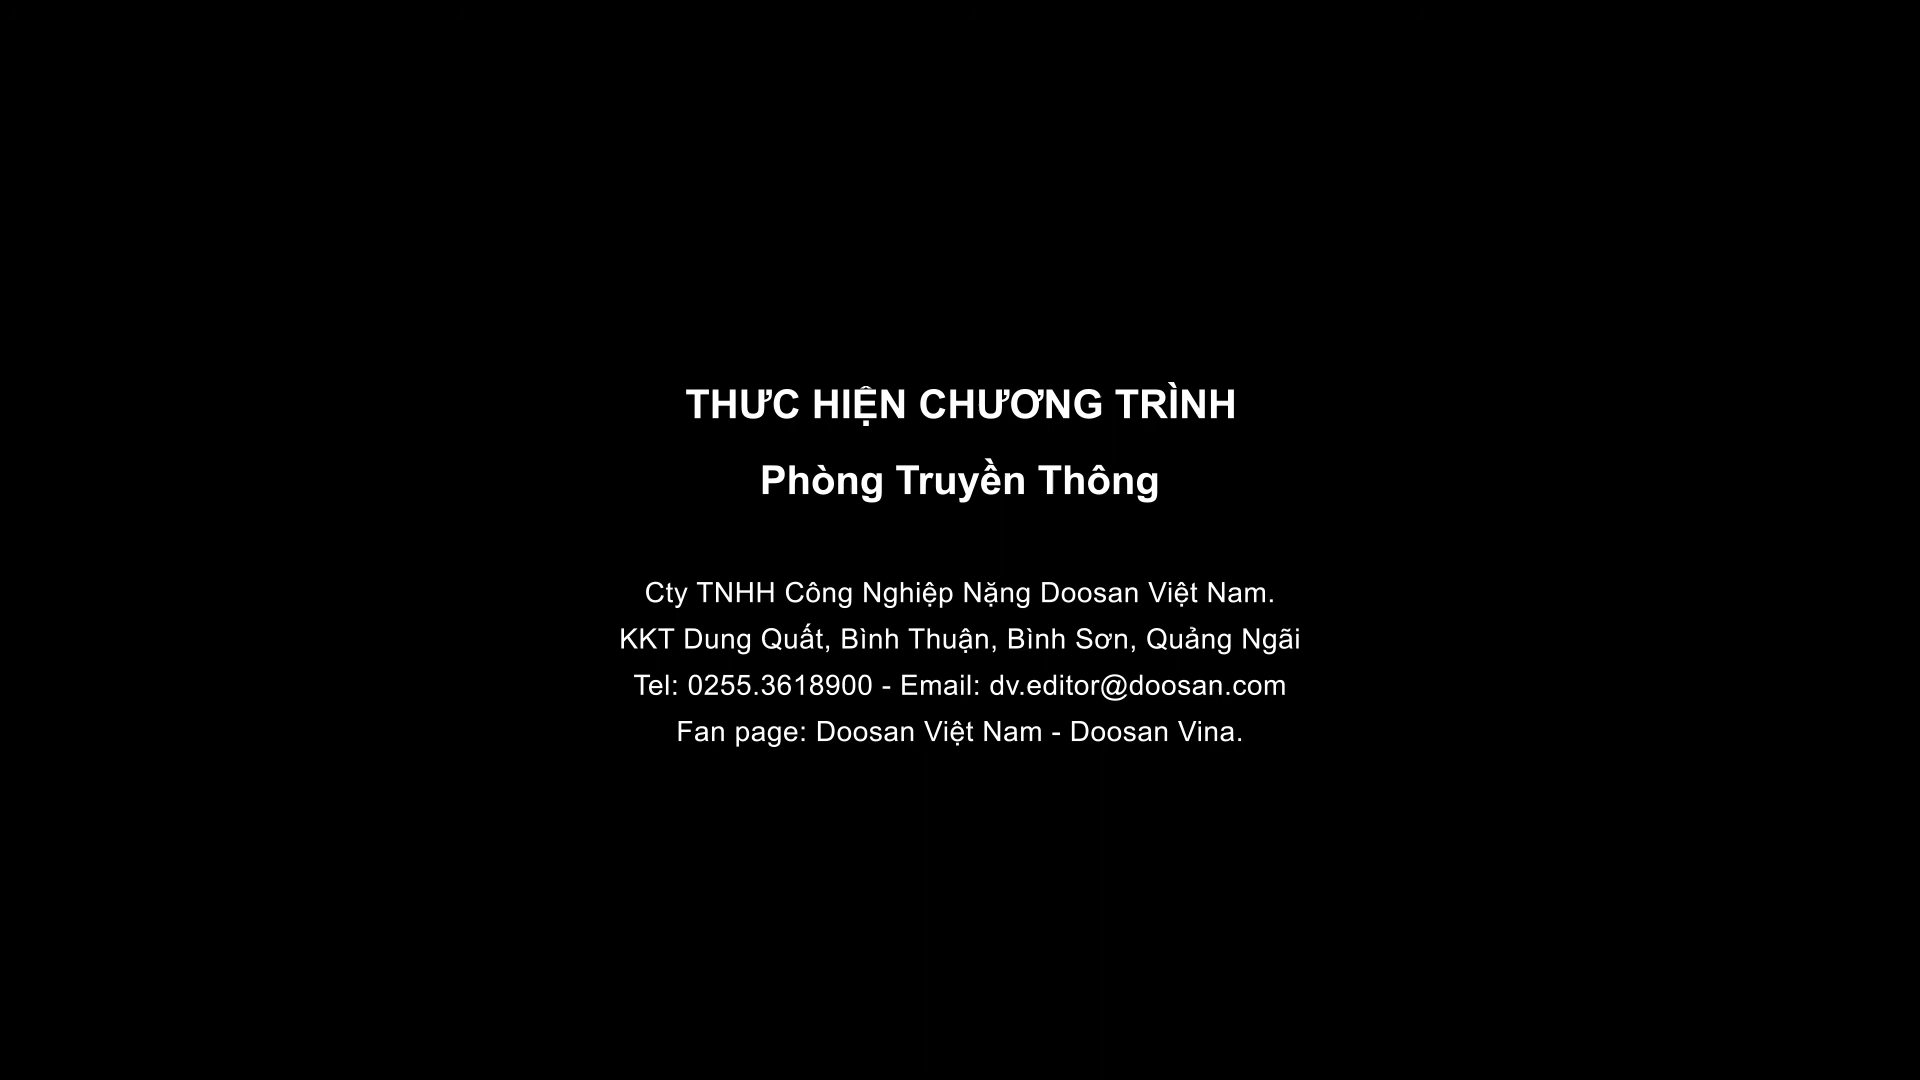 THƯC HIỆN CHƯƠNG TRÌNH
Phòng Truyền Thông
Cty TNHH Công Nghiệp Nặng Doosan Việt Nam.
KKT Dung Quất, Bình Thuận, Bình Sơn, Quảng Ngãi
Tel: 0255.3618900 - Email: dv.editor@doosan.com
Fan page: Doosan Việt Nam - Doosan Vina.